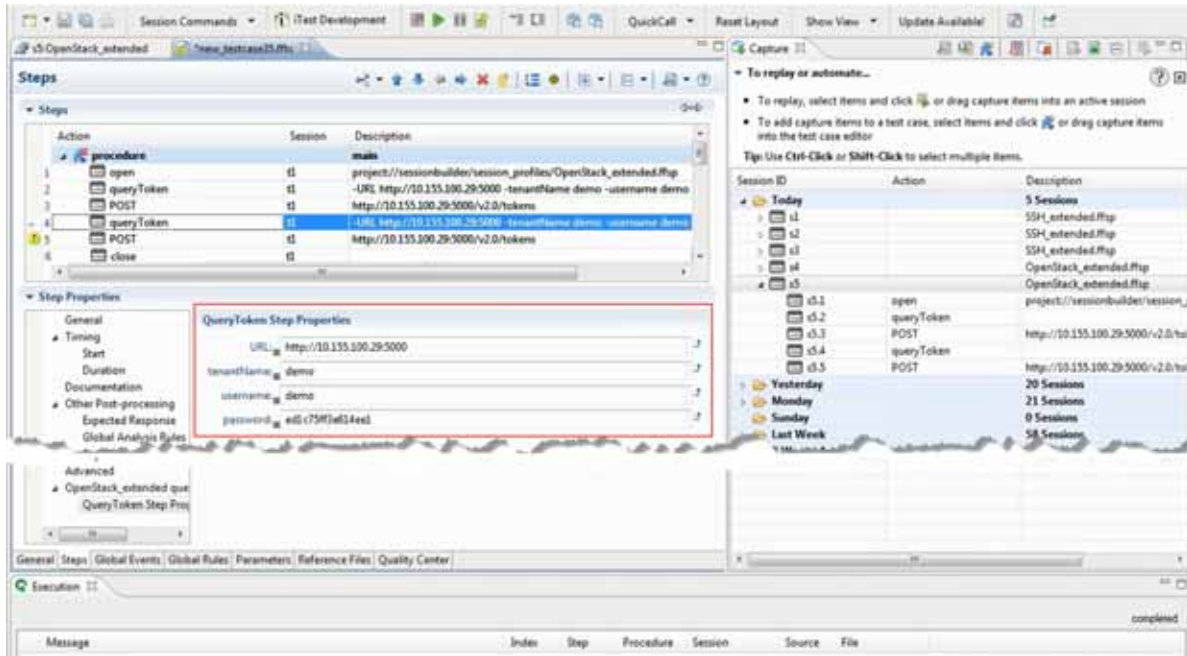 Session Commands iTest Development QuickCall Reset Layout Show View Update Available!
s5:OpenStack_extended *new_testcase35.fftc Capture
Steps
To replay or automate...
To replay, select items and click or drag capture items into an active session
To add capture items to a test case, select items and click or drag capture items
into the test case editor
Tip: Use Ctrl-Click or Shift-Click to select multiple items.
Steps
Action Session Description
procedure main
1 open t1 project://sessionbuilder/session_profiles/OpenStack_extended.ffsp
2 queryToken t1 -URL http://10.155.100.29:5000 -tenantName demo -username demo
3 POST t1 http://10.155.100.29:5000/v2.0/tokens
4 queryToken t1 -URL http://10.155.100.29:5000 -tenantName demo -username demo
5 POST t1 http://10.155.100.29:5000/v2.0/tokens
6 close t1
Session ID Action Description
Today 5 Sessions
s1 SSH_extended.ffsp
s2 SSH_extended.ffsp
s3 SSH_extended.ffsp
s4 OpenStack_extended.ffsp
s5 OpenStack_extended.ffsp
s5.1 open project://sessionbuilder/session_
s5.2 queryToken
s5.3 POST http://10.155.100.29:5000/v2.0/to
s5.4 queryToken
s5.5 POST http://10.155.100.29:5000/v2.0/to
Yesterday 20 Sessions
Monday 21 Sessions
Sunday 0 Sessions
Last Week 58 Sessions
Step Properties
General
Timing
Start
Duration
Documentation
Other Post-processing
Expected Response
Global Analysis Rules
Advanced
OpenStack_extended que
QueryToken Step Prop
QueryToken Step Properties
URL: http://10.155.100.29:5000
tenantName: demo
username: demo
password:
General Steps Global Events Global Rules Parameters Reference Files Quality Center
Execution
completed
Message Index Step Procedure Session Source File